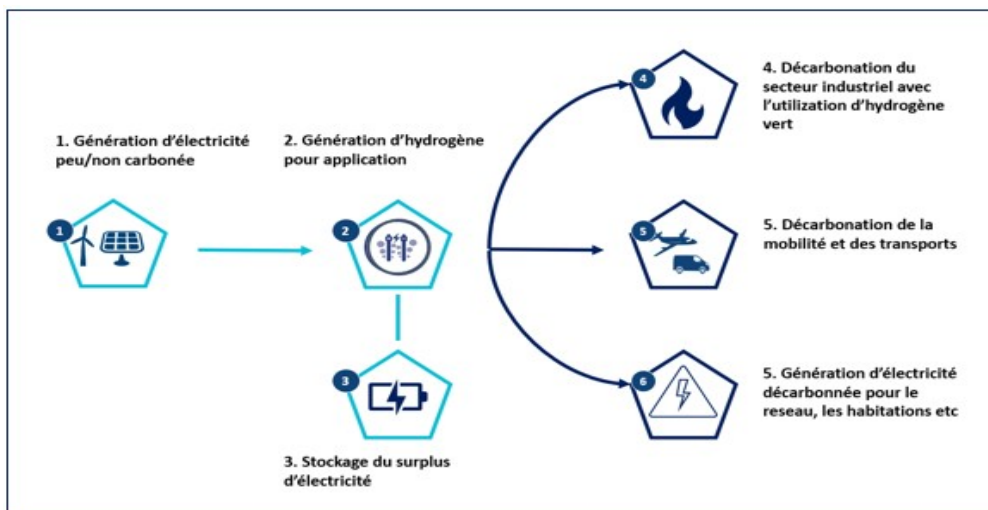 1. Génération d'électricité
peu/non carbonée
1
2. Génération d'hydrogène
pour application
2
3
3. Stockage du surplus
d'électricité
4
4. Décarbonation du
secteur industriel avec
l'utilization d'hydrogène
vert
5
5. Décarbonation de la
mobilité et des transports
6
5. Génération d'électricité
décarbonnée pour le
reseau, les habitations etc